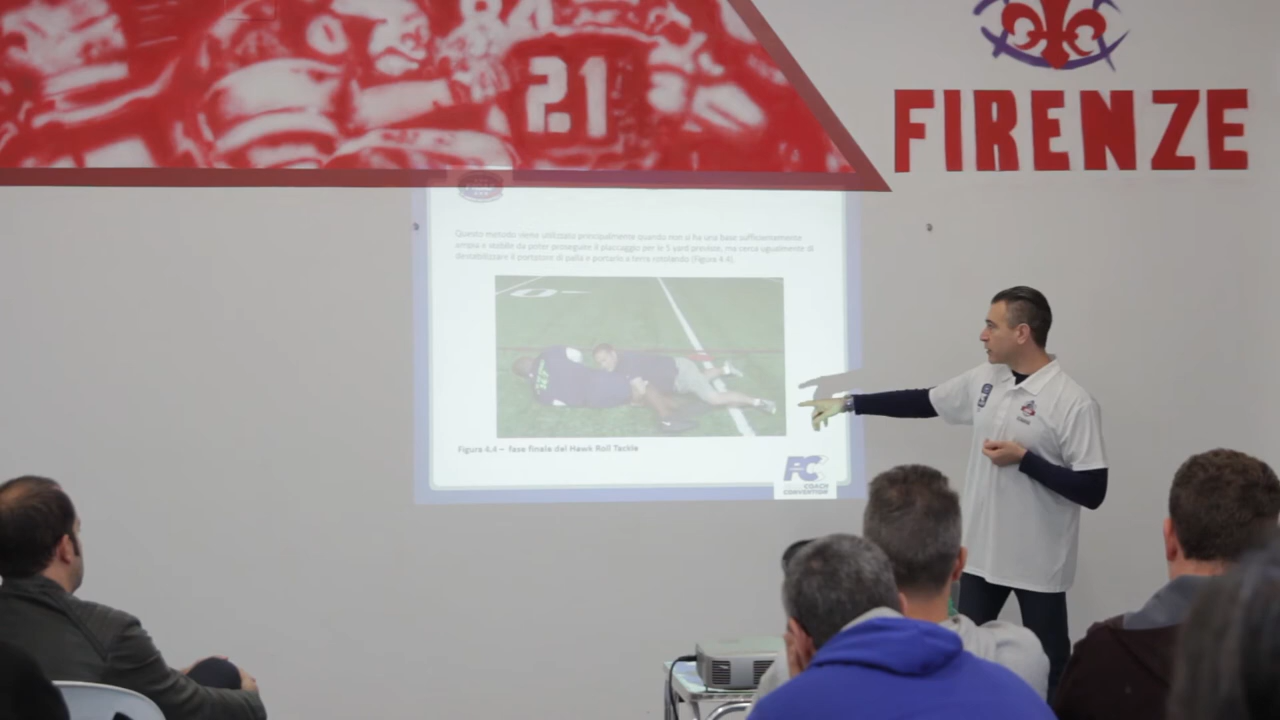 84
21
FIRENZE
Questo metodo viene utilizzato principalmente quando non si ha una base sufficientemente
ampia e stabile da poter proseguire il placcaggio per le 5 yard previste, ma cerca ugualmente di
destabilizzare il portatore di palla e portarlo a terra rotolando (Figura 4.4).
Figura 4.4 – fase finale del Hawk Roll Tackle
COACH
CONVENTION